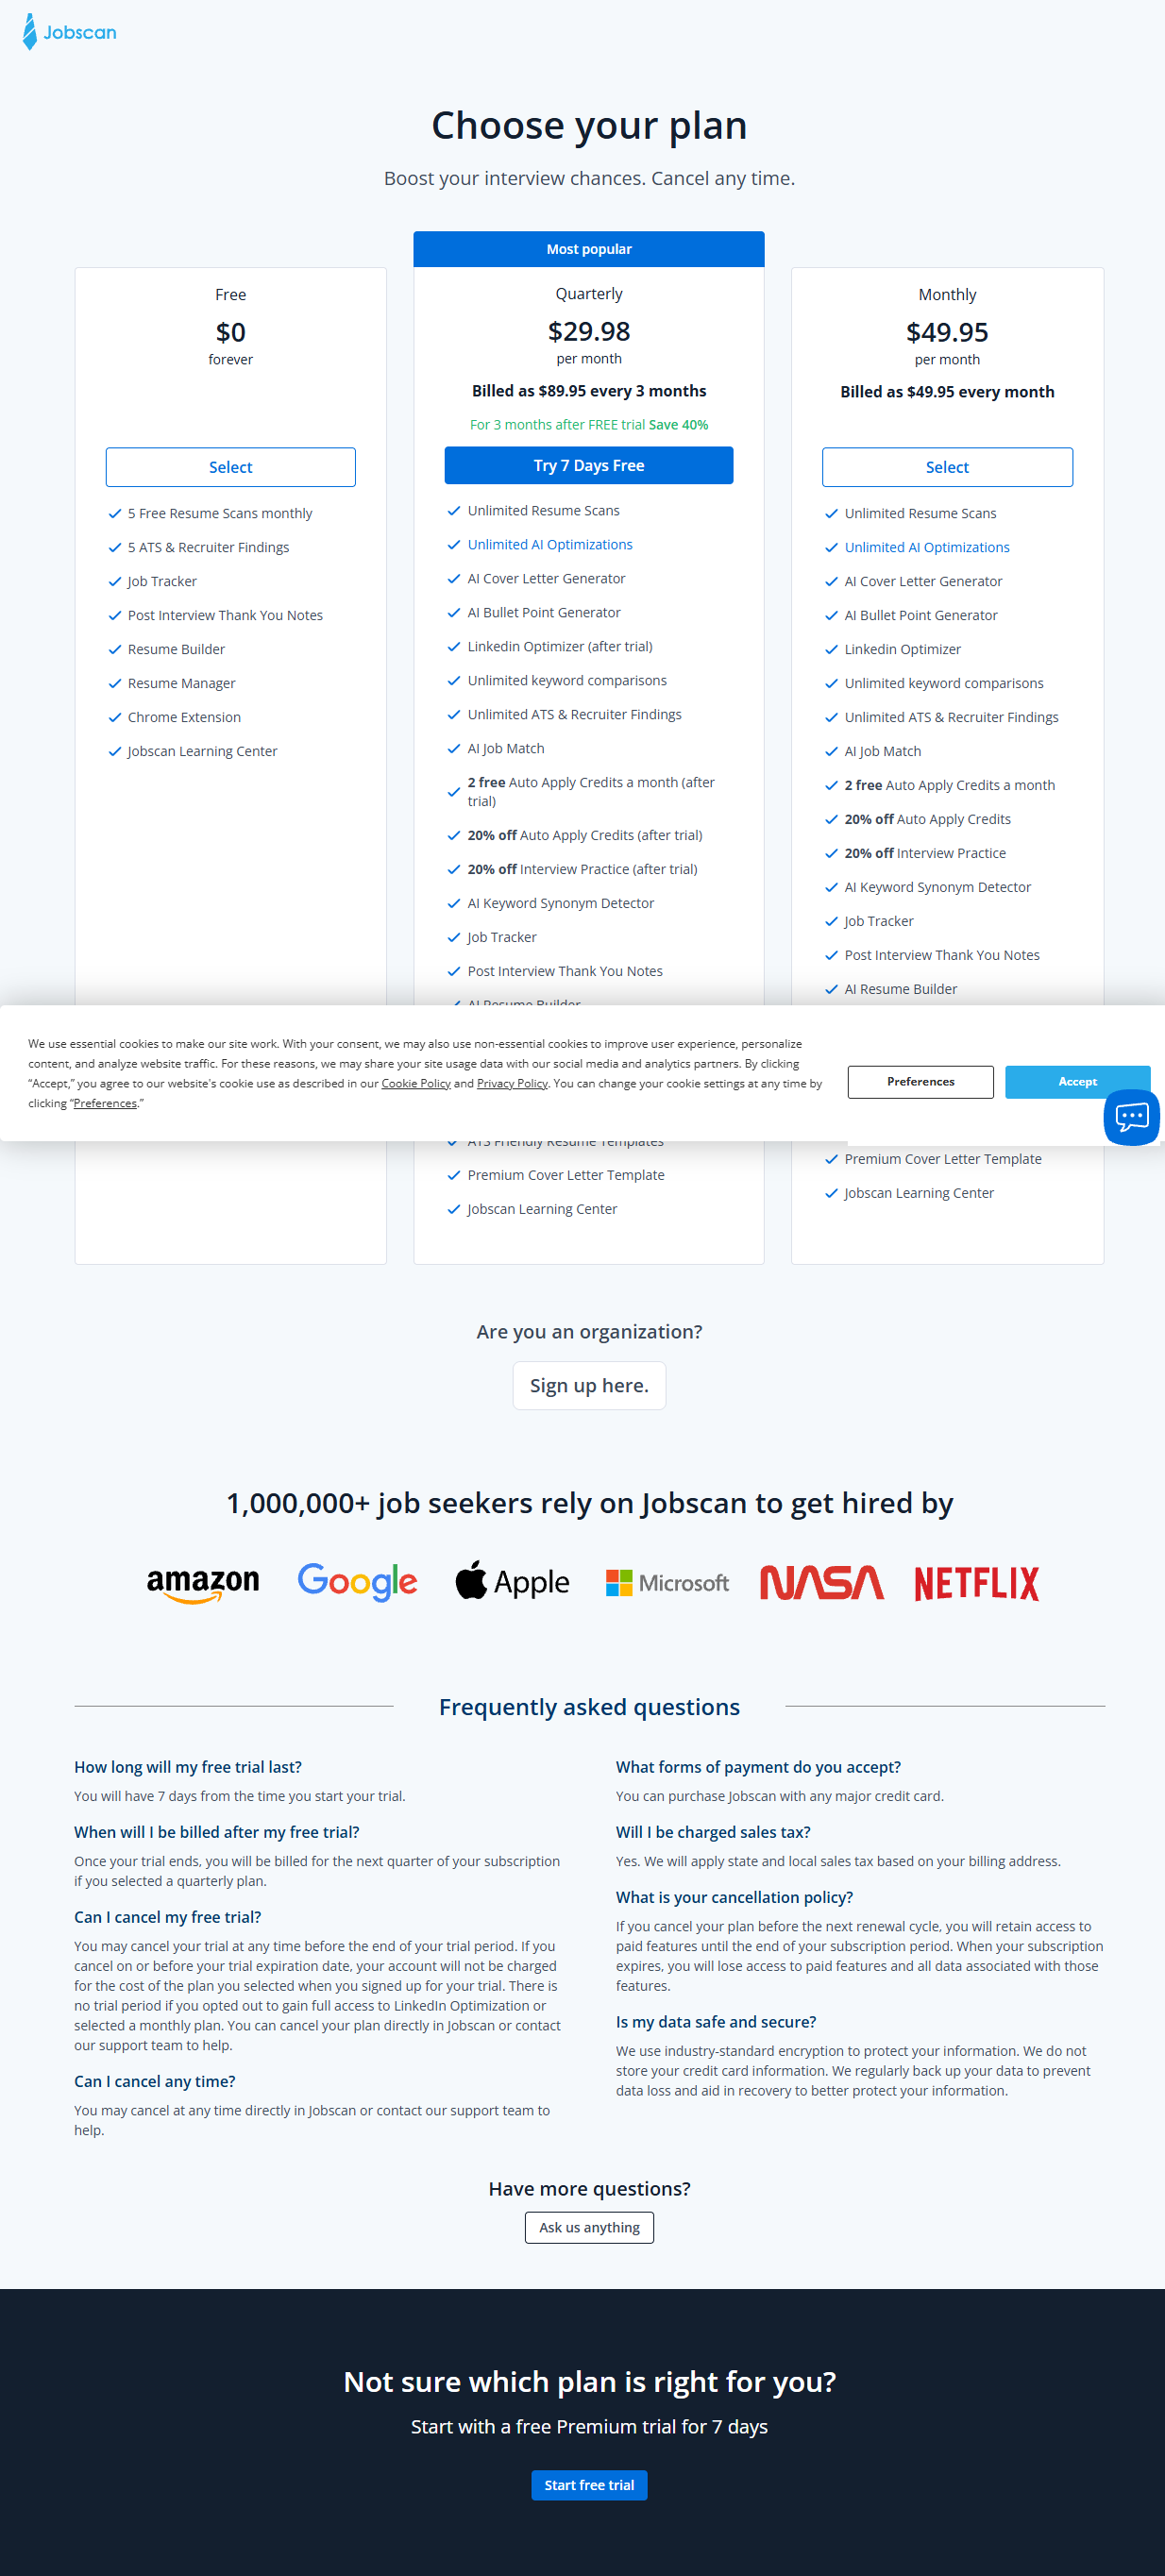 Jobscan
Choose your plan
Boost your interview chances. Cancel any time.
Free
$0
forever
Select
5 Free Resume Scans monthly
5 ATS & Recruiter Findings
Job Tracker
Post Interview Thank You Notes
Resume Builder
Resume Manager
Chrome Extension
Jobscan Learning Center
Most popular
Quarterly
$29.98
per month
Billed as $89.95 every 3 months
For 3 months after FREE trial Save 40%
Try 7 Days Free
Unlimited Resume Scans
Unlimited AI Optimizations
AI Cover Letter Generator
AI Bullet Point Generator
Linkedin Optimizer (after trial)
Unlimited keyword comparisons
Unlimited ATS & Recruiter Findings
AI Job Match
2 free Auto Apply Credits a month (after
trial)
20% off Auto Apply Credits (after trial)
20% off Interview Practice (after trial)
AI Keyword Synonym Detector
Job Tracker
Post Interview Thank You Notes
AI Resume Builder
ATS Friendly Resume Templates
Premium Cover Letter Template
Jobscan Learning Center
Monthly
$49.95
per month
Billed as $49.95 every month
Select
Unlimited Resume Scans
Unlimited AI Optimizations
AI Cover Letter Generator
AI Bullet Point Generator
Linkedin Optimizer
Unlimited keyword comparisons
Unlimited ATS & Recruiter Findings
AI Job Match
2 free Auto Apply Credits a month
20% off Auto Apply Credits
20% off Interview Practice
AI Keyword Synonym Detector
Job Tracker
Post Interview Thank You Notes
AI Resume Builder
Premium Cover Letter Template
Jobscan Learning Center
We use essential cookies to make our site work. With your consent, we may also use non-essential cookies to improve user experience, personalize
content, and analyze website traffic. For these reasons, we may share your site usage data with our social media and analytics partners. By clicking
“Accept,” you agree to our website's cookie use as described in our Cookie Policy and Privacy Policy. You can change your cookie settings at any time by
clicking “Preferences.”
Preferences
Accept
Are you an organization?
Sign up here.
1,000,000+ job seekers rely on Jobscan to get hired by
amazon
Google
Apple
Microsoft
NASA
NETFLIX
Frequently asked questions
How long will my free trial last?
You will have 7 days from the time you start your trial.
When will I be billed after my free trial?
Once your trial ends, you will be billed for the next quarter of your subscription
if you selected a quarterly plan.
Can I cancel my free trial?
You may cancel your trial at any time before the end of your trial period. If you
cancel on or before your trial expiration date, your account will not be charged
for the cost of the plan you selected when you signed up for your trial. There is
no trial period if you opted out to gain full access to LinkedIn Optimization or
selected a monthly plan. You can cancel your plan directly in Jobscan or contact
our support team to help.
Can I cancel any time?
You may cancel at any time directly in Jobscan or contact our support team to
help.
What forms of payment do you accept?
You can purchase Jobscan with any major credit card.
Will I be charged sales tax?
Yes. We will apply state and local sales tax based on your billing address.
What is your cancellation policy?
If you cancel your plan before the next renewal cycle, you will retain access to
paid features until the end of your subscription period. When your subscription
expires, you will lose access to paid features and all data associated with those
features.
Is my data safe and secure?
We use industry-standard encryption to protect your information. We do not
store your credit card information. We regularly back up your data to prevent
data loss and aid in recovery to better protect your information.
Have more questions?
Ask us anything
Not sure which plan is right for you?
Start with a free Premium trial for 7 days
Start free trial